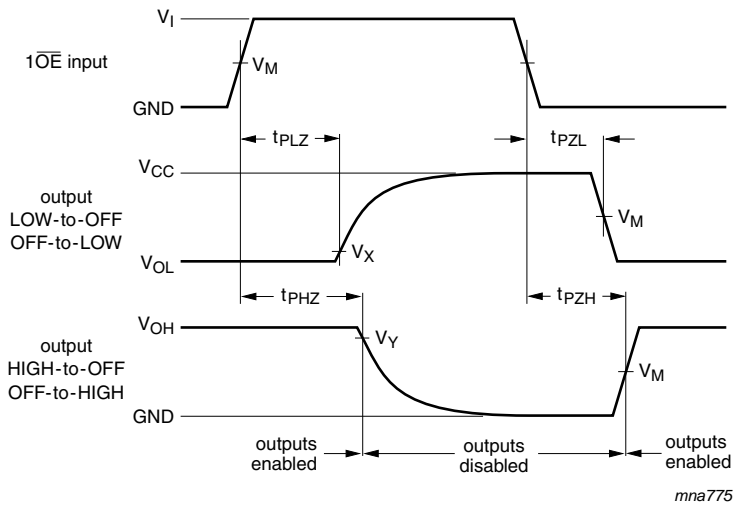 V_I
1O̅E̅ input
V_M
GND
t_PLZ
t_PZL
V_CC
output
LOW-to-OFF
OFF-to-LOW
V_M
V_X
V_OL
t_PHZ
t_PZH
V_OH
output
HIGH-to-OFF
OFF-to-HIGH
V_Y
V_M
GND
outputs
enabled
outputs
disabled
outputs
enabled
mna775